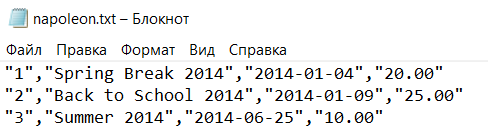 napoleon.txt – Блокнот
Файл Правка Формат Вид Справка
"1","Spring Break 2014","2014-01-04","20.00"
"2","Back to School 2014","2014-01-09","25.00"
"3","Summer 2014","2014-06-25","10.00"